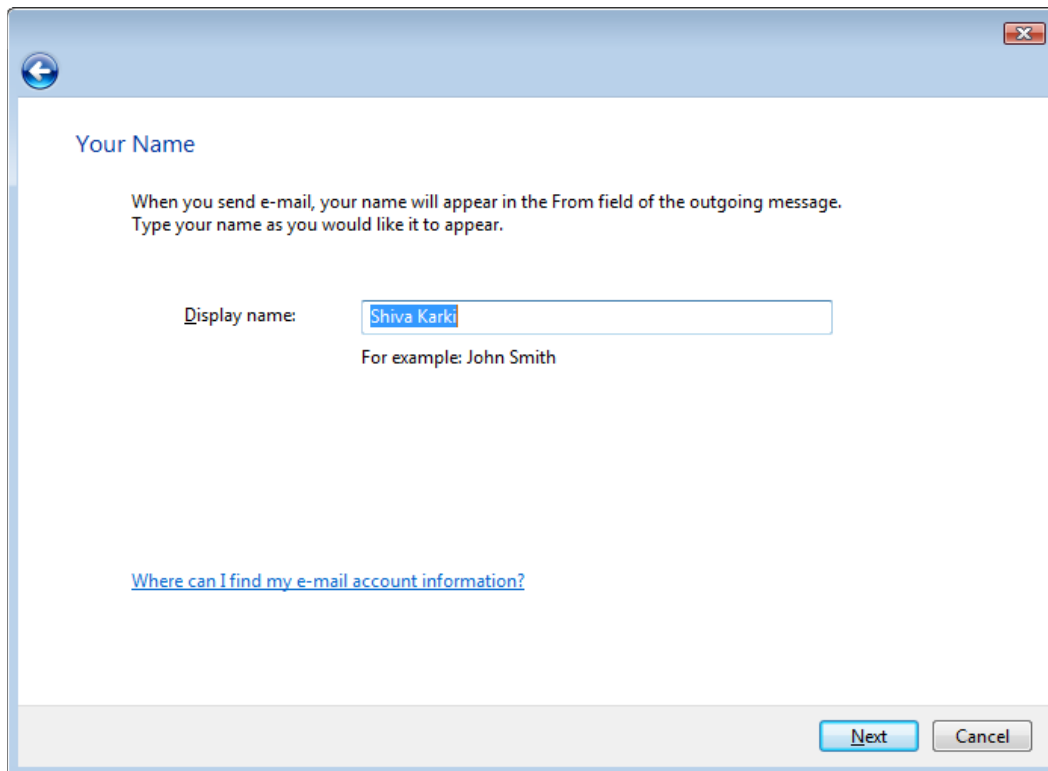 Your Name
When you send e-mail, your name will appear in the From field of the outgoing message.
Type your name as you would like it to appear.
Display name:
Shiva Karki
For example: John Smith
Where can I find my e-mail account information?
Next
Cancel